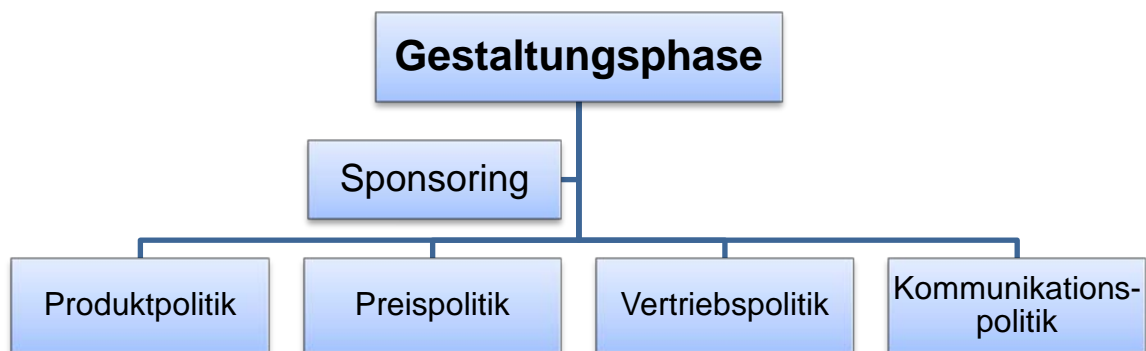 Gestaltungsphase
Sponsoring
Produktpolitik
Preispolitik
Vertriebspolitik
Kommunikations-
politik